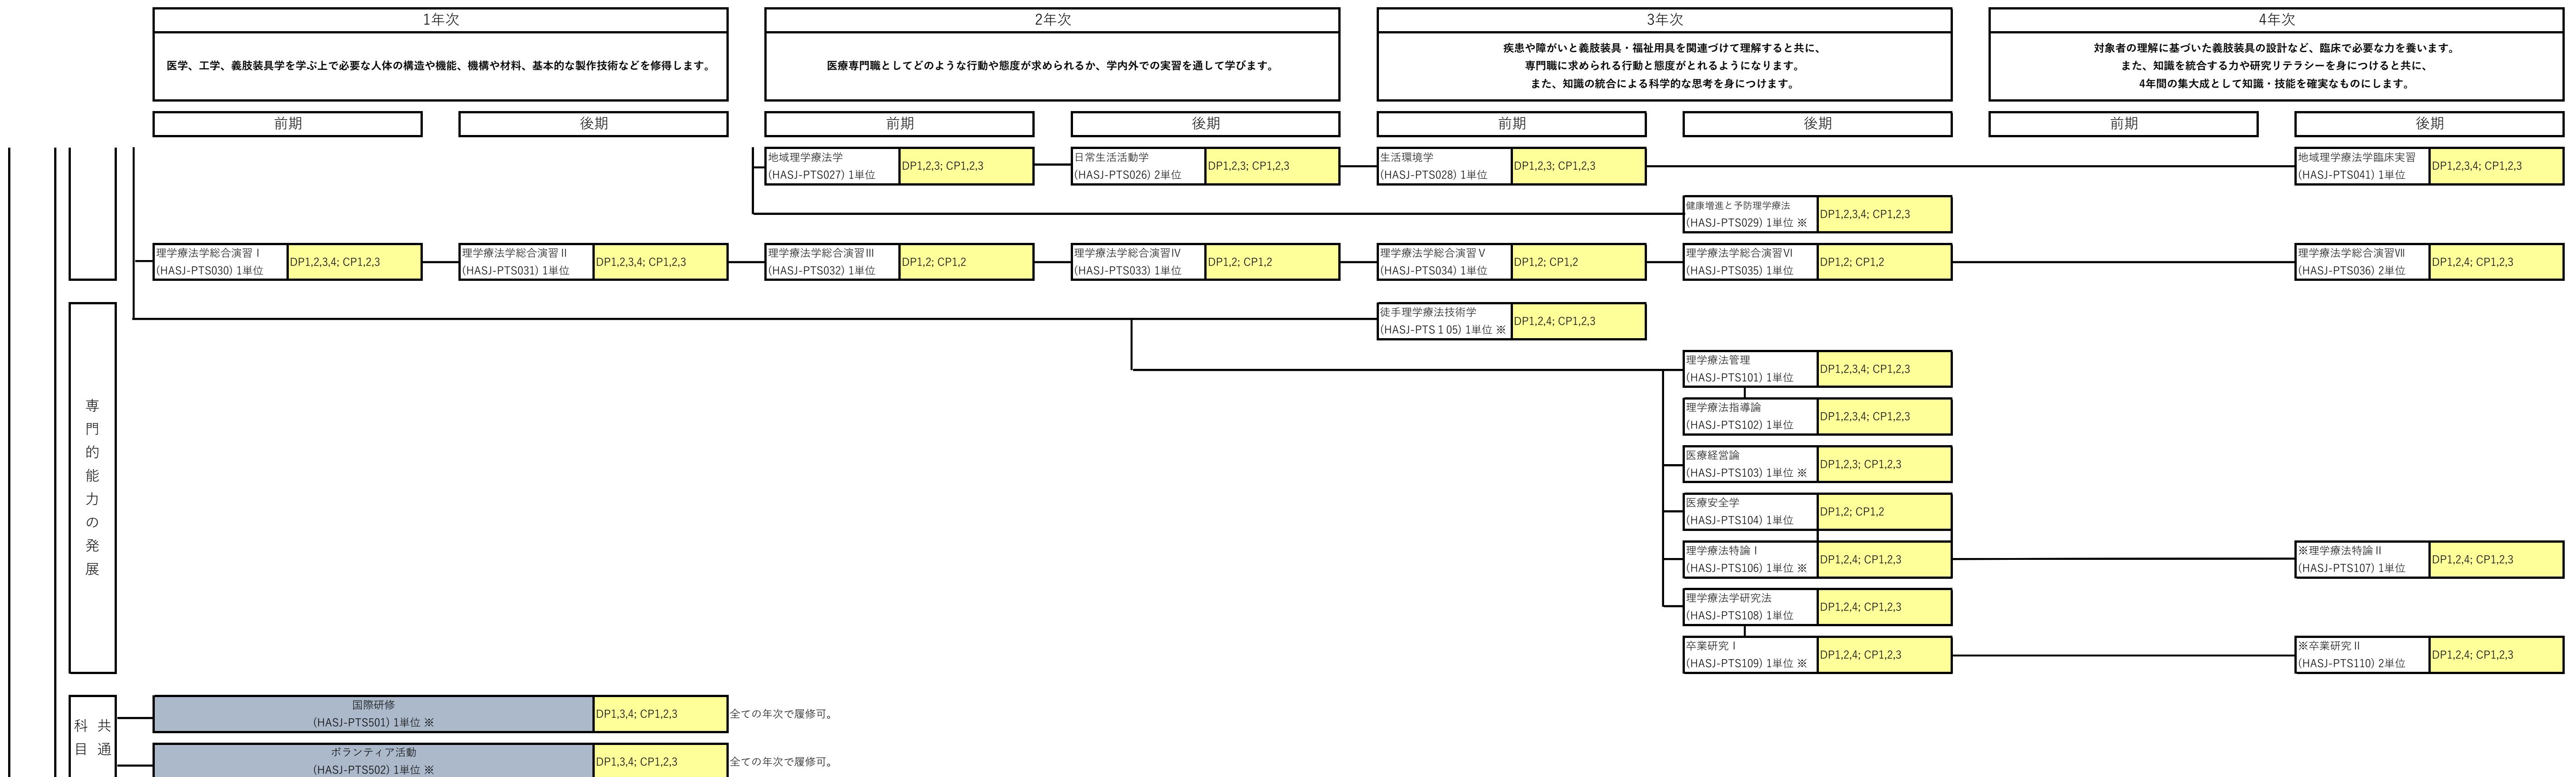 1年次
2年次
3年次
4年次
医学、工学、義肢装具学を学ぶ上で必要な人体の構造や機能、機構や材料、基本的な製作技術などを修得します。
医療専門職としてどのような行動や態度が求められるか、学内外での実習を通して学びます。
疾患や障がいと義肢装具・福祉用具を関連づけて理解すると共に、
専門職に求められる行動と態度がとれるようになります。
また、知識の統合による科学的な思考を身につけます。
対象者の理解に基づいた義肢装具の設計など、臨床で必要な力を養います。
また、知識を統合する力や研究リテラシーを身につけると共に、
4年間の集大成として知識・技能を確実なものにします。
前期
後期
前期
後期
前期
後期
前期
後期
地域理学療法学
(HASJ-PTS027) 1単位
DP1,2,3; CP1,2,3
日常生活活動学
(HASJ-PTS026) 2単位
DP1,2,3; CP1,2,3
生活環境学
(HASJ-PTS028) 1単位
DP1,2,3; CP1,2,3
地域理学療法学臨床実習
(HASJ-PTS041) 1単位
DP1,2,3,4; CP1,2,3
健康増進と予防理学療法
(HASJ-PTS029) 1単位 ※
DP1,2,3,4; CP1,2,3
理学療法学総合演習Ⅰ
(HASJ-PTS030) 1単位
DP1,2,3,4; CP1,2,3
理学療法学総合演習Ⅱ
(HASJ-PTS031) 1単位
DP1,2,3,4; CP1,2,3
理学療法学総合演習Ⅲ
(HASJ-PTS032) 1単位
DP1,2; CP1,2
理学療法学総合演習Ⅳ
(HASJ-PTS033) 1単位
DP1,2; CP1,2
理学療法学総合演習Ⅴ
(HASJ-PTS034) 1単位
DP1,2; CP1,2
理学療法学総合演習Ⅵ
(HASJ-PTS035) 1単位
DP1,2; CP1,2
理学療法学総合演習Ⅶ
(HASJ-PTS036) 2単位
DP1,2,4; CP1,2,3
専門的能力の発展
徒手理学療法技術学
(HASJ-PTS１05) 1単位 ※
DP1,2,4; CP1,2,3
理学療法管理
(HASJ-PTS101) 1単位
DP1,2,3,4; CP1,2,3
理学療法指導論
(HASJ-PTS102) 1単位
DP1,2,3,4; CP1,2,3
医療経営論
(HASJ-PTS103) 1単位 ※
DP1,2,3; CP1,2,3
医療安全学
(HASJ-PTS104) 1単位
DP1,2; CP1,2
理学療法特論Ⅰ
(HASJ-PTS106) 1単位 ※
DP1,2,4; CP1,2,3
※理学療法特論Ⅱ
(HASJ-PTS107) 1単位
DP1,2,4; CP1,2,3
理学療法学研究法
(HASJ-PTS108) 1単位
DP1,2,4; CP1,2,3
卒業研究Ⅰ
(HASJ-PTS109) 1単位 ※
DP1,2,4; CP1,2,3
※卒業研究Ⅱ
(HASJ-PTS110) 2単位
DP1,2,4; CP1,2,3
共通
科目
国際研修
(HASJ-PTS501) 1単位 ※
DP1,3,4; CP1,2,3
全ての年次で履修可。
ボランティア活動
(HASJ-PTS502) 1単位 ※
DP1,3,4; CP1,2,3
全ての年次で履修可。